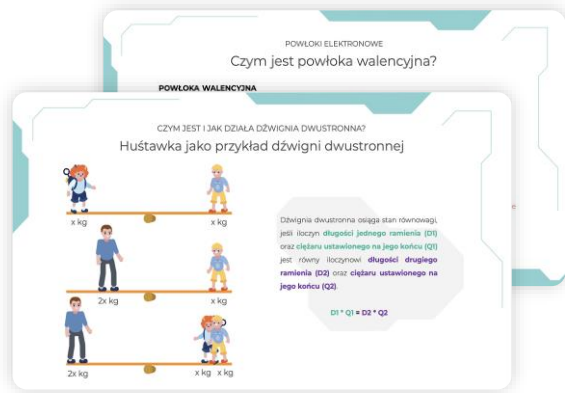 POWŁOKI ELEKTRONOWE
Czym jest powłoka walencyjna?
POWŁOKA WALENCYJNA
CZYM JEST I JAK DZIAŁA DŹWIGNIA DWUSTRONNA?
Huśtawka jako przykład dźwigni dwustronnej
x kg x kg
2x kg x kg
2x kg x kg x kg
Dźwignia dwustronna osiąga stan równowagi,
jeśli iloczyn długości jednego ramienia (D1)
oraz ciężaru ustawionego na jego końcu (Q1)
jest równy iloczynowi długości drugiego
ramienia (D2) oraz ciężaru ustawionego na
jego końcu (Q2).
D1 * Q1 = D2 * Q2